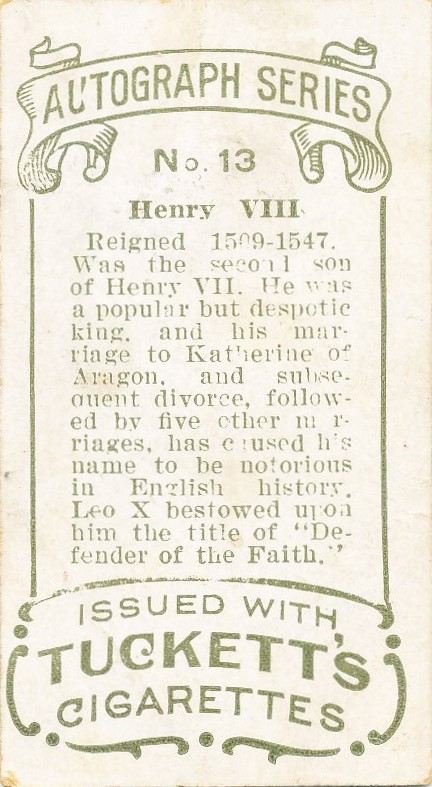 AUTOGRAPH SERIES
No. 13
Henry VIII.
Reigned 1509-1547.
Was the second son
of Henry VII. He was
a popular but despotic
king, and his mar-
riage to Katherine of
Aragon, and subse-
quent divorce, follow-
ed by five other mar-
riages, has caused his
name to be notorious
in English history.
Leo X bestowed upon
him the title of "De-
fender of the Faith."
ISSUED WITH
TUCKETT'S
CIGARETTES